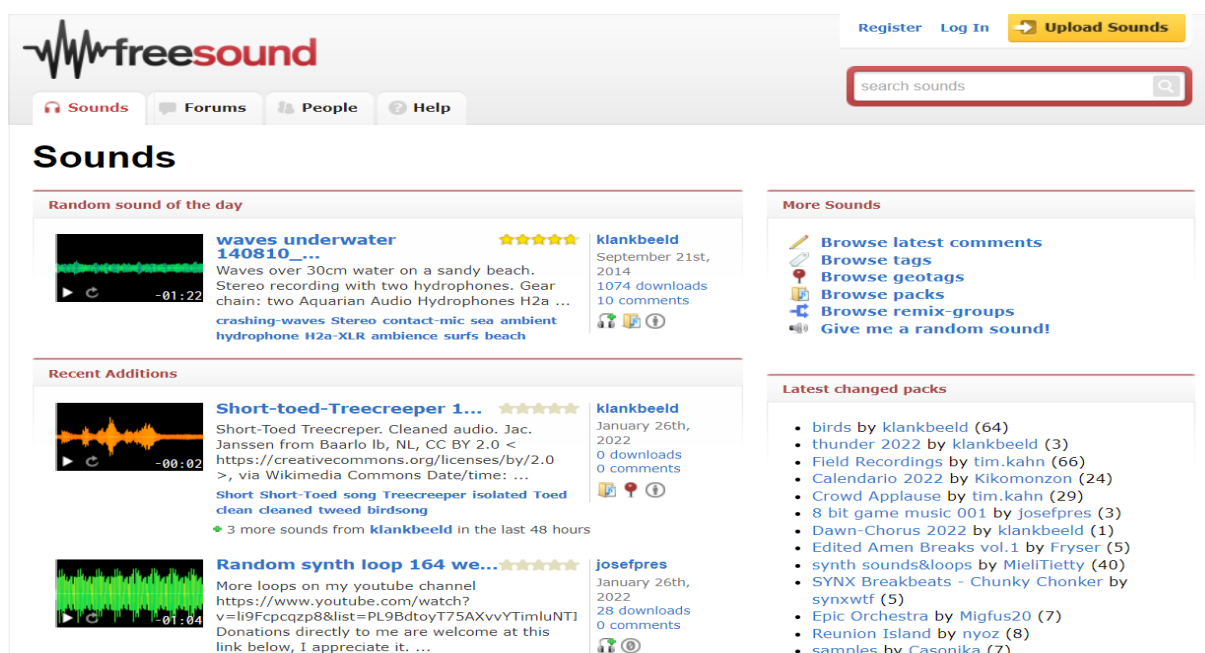 freesound
Register Log In Upload Sounds
search sounds
Sounds Forums People Help
Sounds
Random sound of the day
waves underwater
140810_...
Waves over 30cm water on a sandy beach.
Stereo recording with two hydrophones. Gear
chain: two Aquarian Audio Hydrophones H2a ...
crashing-waves Stereo contact-mic sea ambient
hydrophone H2a-XLR ambience surfs beach
-01:22
klankbeeld
September 21st,
2014
1074 downloads
10 comments
Recent Additions
Short-toed-Treecreeper 1...
Short-Toed Treecreper. Cleaned audio. Jac.
Janssen from Baarlo lb, NL, CC BY 2.0 <
https://creativecommons.org/licenses/by/2.0
>, via Wikimedia Commons Date/time: ...
Short Short-Toed song Treecreeper isolated Toed
clean cleaned tweed birdsong
-00:02
3 more sounds from klankbeeld in the last 48 hours
klankbeeld
January 26th,
2022
0 downloads
0 comments
Random synth loop 164 we...
More loops on my youtube channel
https://www.youtube.com/watch?
v=li9Fcpcqzp8&list=PL9BdtoyT75AXvvYTimluNT]
Donations directly to me are welcome at this
link below, I appreciate it. ...
-01:04
josefpres
January 26th,
2022
28 downloads
0 comments
More Sounds
Browse latest comments
Browse tags
Browse geotags
Browse packs
Browse remix-groups
Give me a random sound!
Latest changed packs
birds by klankbeeld (64)
thunder 2022 by klankbeeld (3)
Field Recordings by tim.kahn (66)
Calendario 2022 by Kikomonzon (24)
Crowd Applause by tim.kahn (29)
8 bit game music 001 by josefpres (3)
Dawn-Chorus 2022 by klankbeeld (1)
Edited Amen Breaks vol.1 by Fryser (5)
synth sounds&loops by MieliTietty (40)
SYNX Breakbeats - Chunky Chonker by
synxwtf (5)
Epic Orchestra by Migfus20 (7)
Reunion Island by nyoz (8)
samples by Casonika (7)